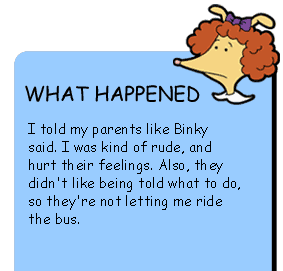 WHAT HAPPENED
I told my parents like Binky
said. I was kind of rude, and
hurt their feelings. Also, they
didn't like being told what to do,
so they're not letting me ride
the bus.